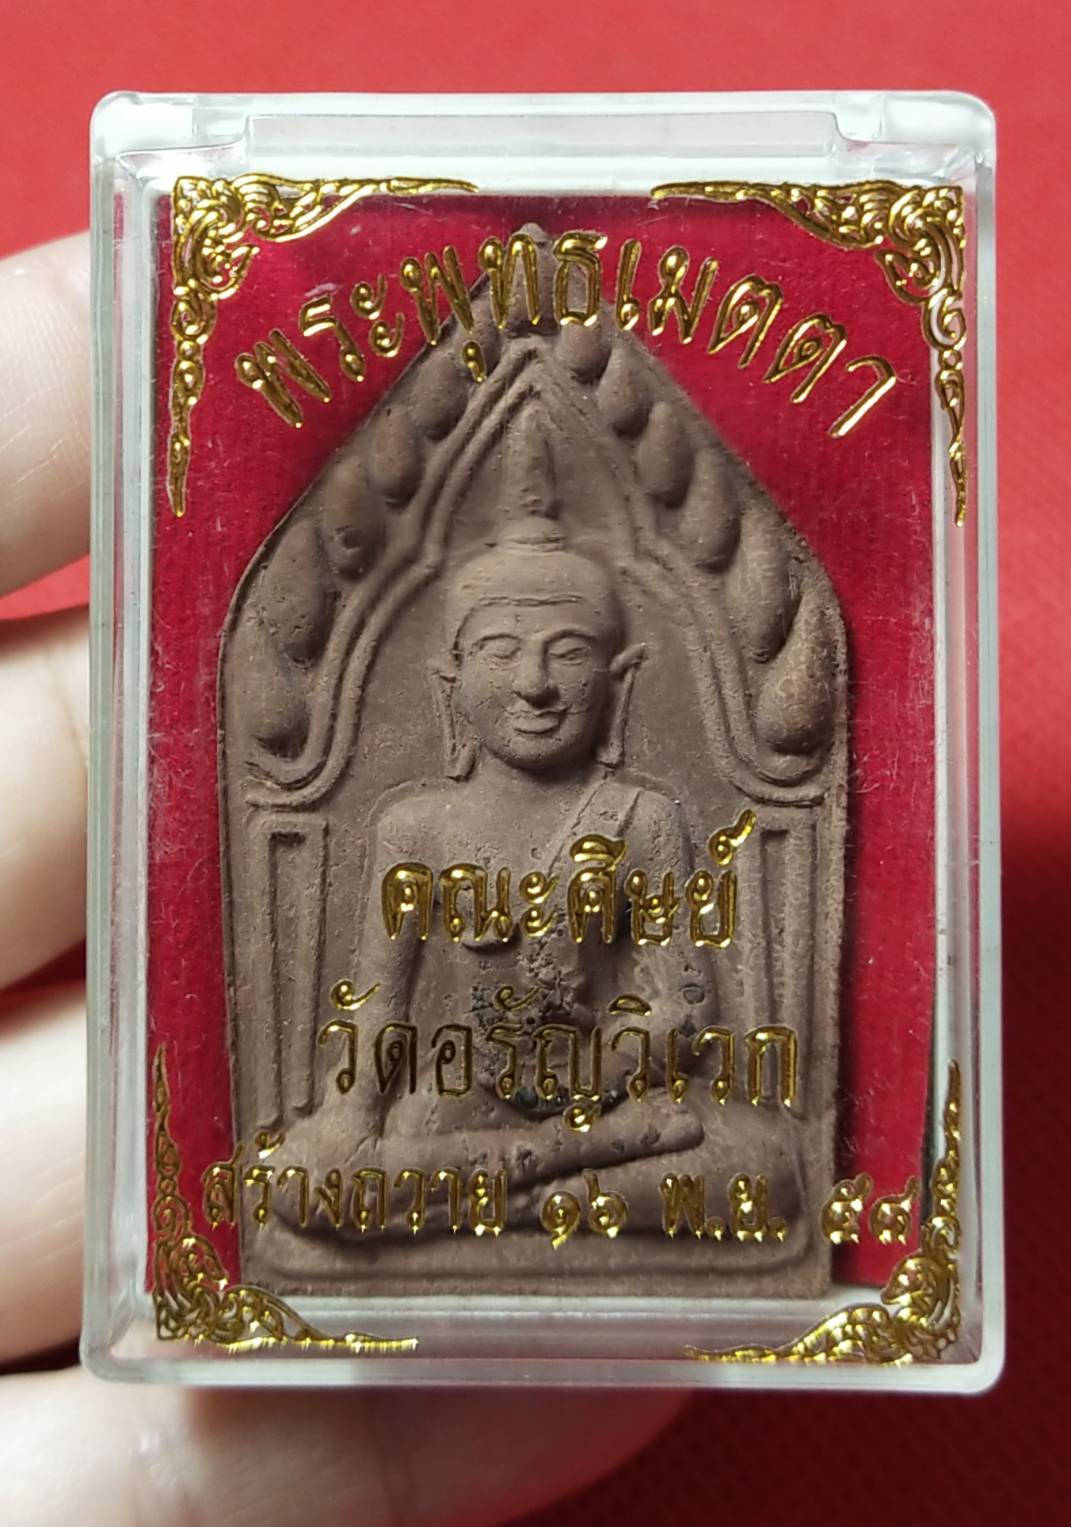 พระพุทธเมตตา
คณะศิษย์
วัดอรัญวิเวก
สร้างถวาย ๑๖ พ.ย. ๕๘